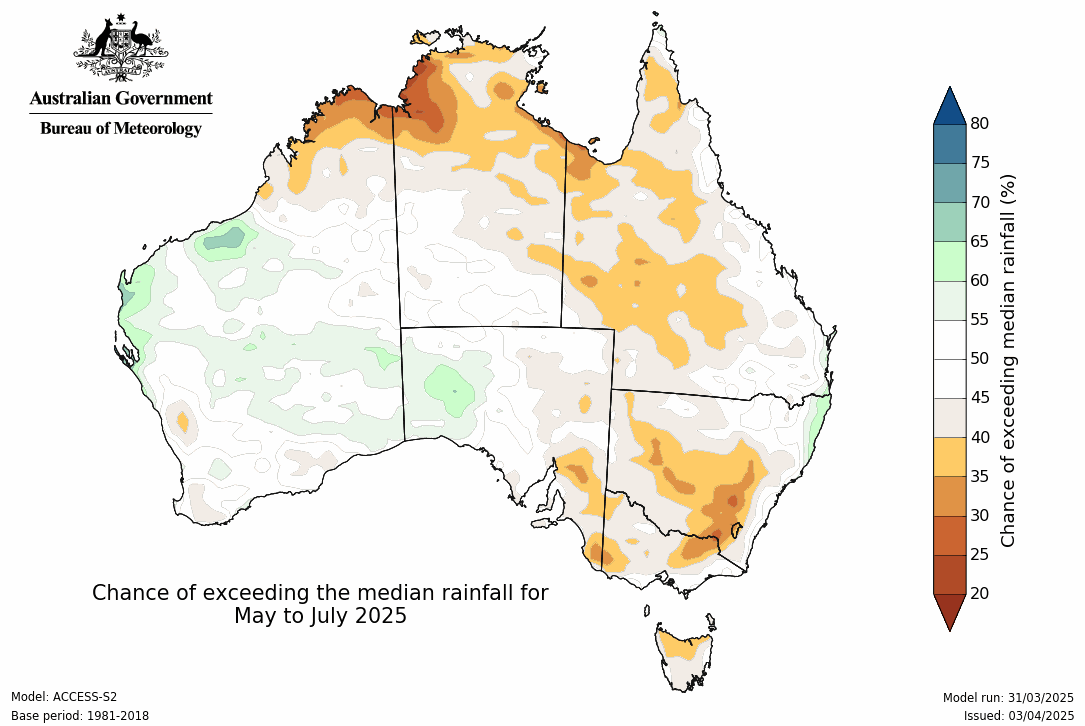 Australian Government
Bureau of Meteorology
80
75
70
65
60
55
50
45
40
35
30
25
20
Chance of exceeding median rainfall (%)
Chance of exceeding the median rainfall for
May to July 2025
Model: ACCESS-S2
Base period: 1981-2018
Model run: 31/03/2025
Issued: 03/04/2025